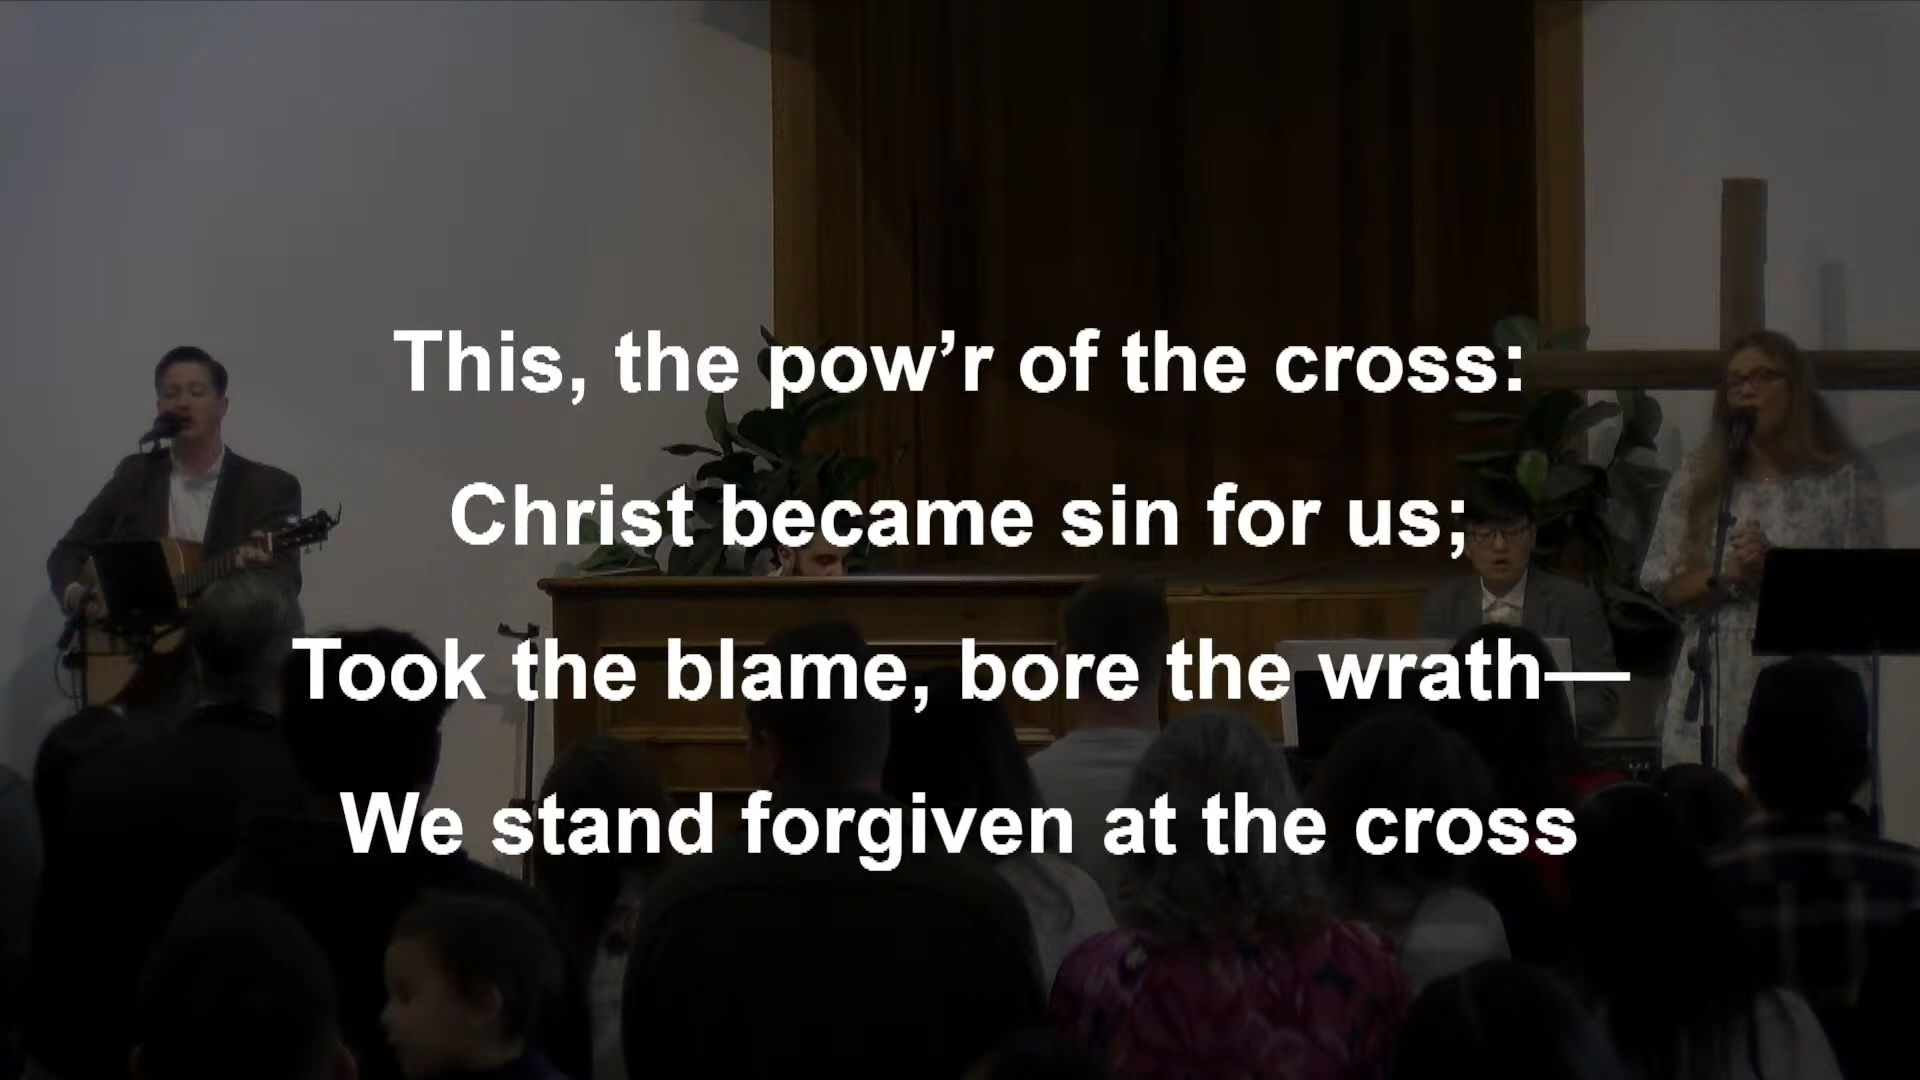 This, the pow’r of the cross:
Christ became sin for us;
Took the blame, bore the wrath—
We stand forgiven at the cross